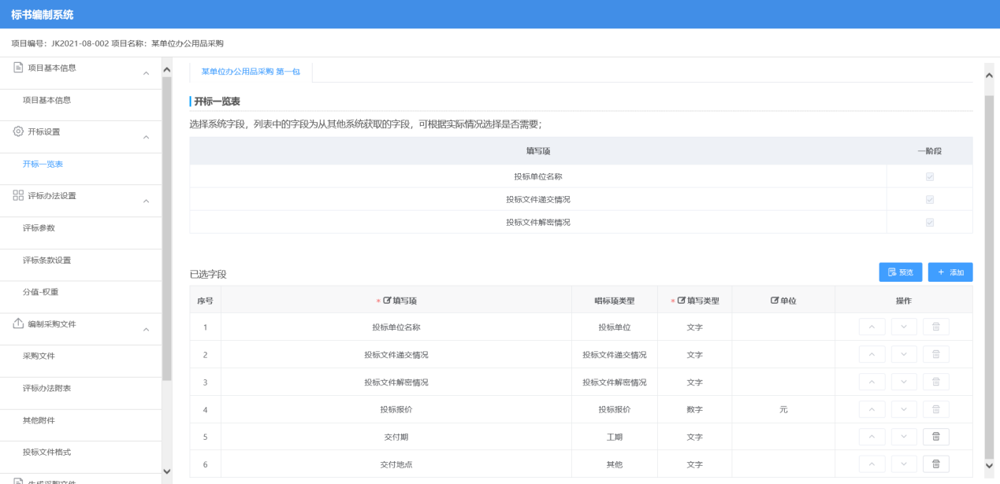 标书编制系统
项目编号：JK2021-08-002 项目名称：某单位办公用品采购
项目基本信息
项目基本信息
开标设置
开标一览表
评标办法设置
评标参数
评标条款设置
分值-权重
编制采购文件
采购文件
评标办法附表
其他附件
投标文件格式
生成采购文件
某单位办公用品采购 第一包
开标一览表
选择系统字段，列表中的字段为从其他系统获取的字段，可根据实际情况选择是否需要；
填写项 一阶段
投标单位名称
投标文件递交情况
投标文件解密情况
已选字段 预览 + 添加
序号 * 填写项 唱标项类型 * 填写类型 单位 操作
1 投标单位名称 投标单位 文字
2 投标文件递交情况 投标文件递交情况 文字
3 投标文件解密情况 投标文件解密情况 文字
4 投标报价 投标报价 数字 元
5 交付期 工期 文字
6 交付地点 其他 文字